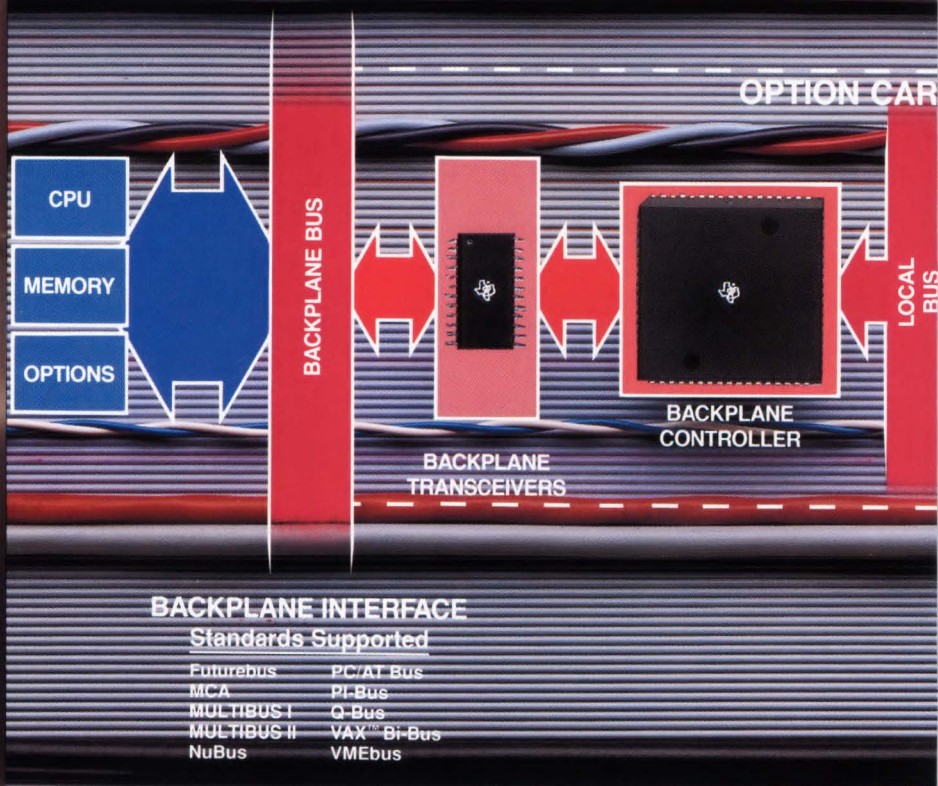 OPTION CAR
CPU
MEMORY
OPTIONS
BACKPLANE BUS
LOCAL
BUS
BACKPLANE
TRANSCEIVERS
BACKPLANE
CONTROLLER
BACKPLANE INTERFACE
Standards Supported
Futurebus PC/AT Bus
MCA PI-Bus
MULTIBUS I Q-Bus
MULTIBUS II VAX™ Bi-Bus
NuBus VMEbus